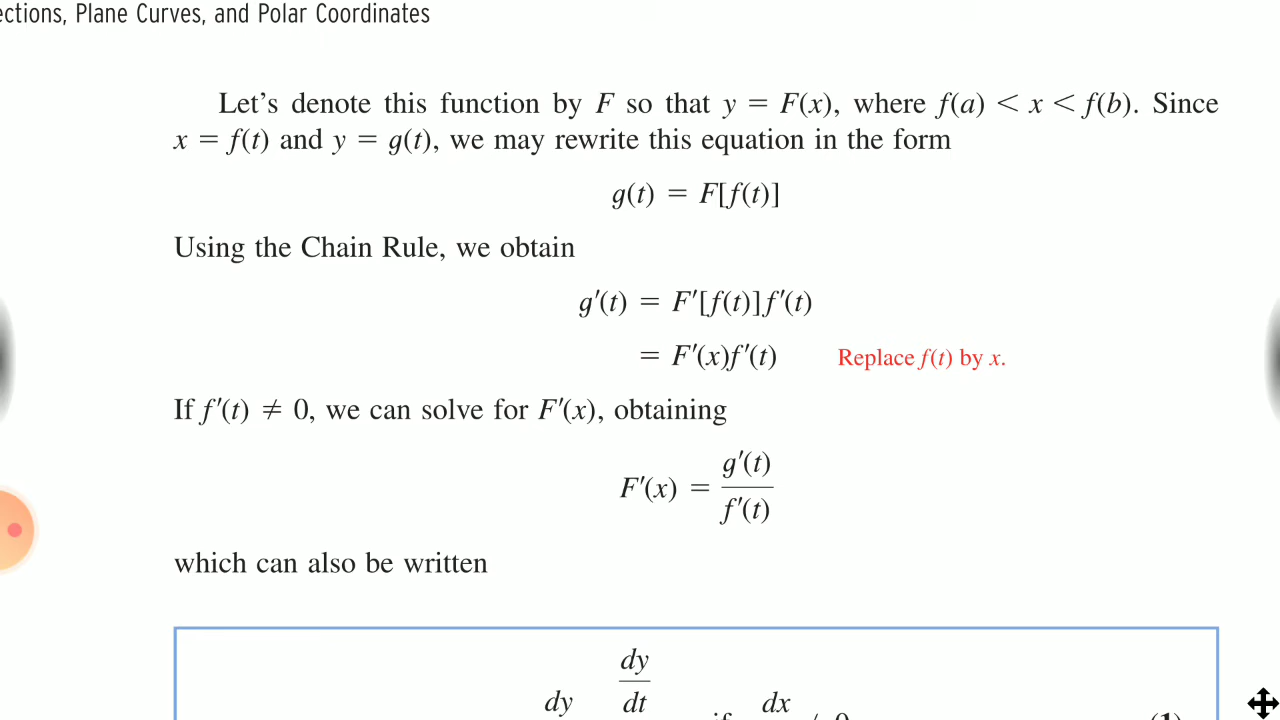 ections, Plane Curves, and Polar Coordinates
Let's denote this function by F so that y = F(x), where f(a) < x < f(b). Since
x = f(t) and y = g(t), we may rewrite this equation in the form
g(t) = F[f(t)]
Using the Chain Rule, we obtain
g′(t) = F′[f(t)]f′(t)
= F′(x)f′(t) Replace f(t) by x.
If f′(t) ≠ 0, we can solve for F′(x), obtaining
F′(x) = g′(t)/f′(t)
which can also be written
dy
dy dt if dx